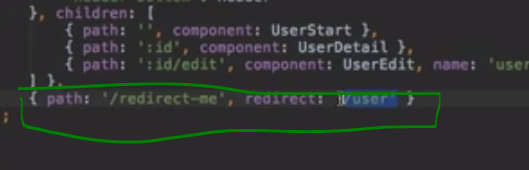 }, children: [
{ path: '', component: UserStart },
{ path: ':id', component: UserDetail },
{ path: ':id/edit', component: UserEdit, name: 'user
] },
{ path: '/redirect-me', redirect: '/user' }
;